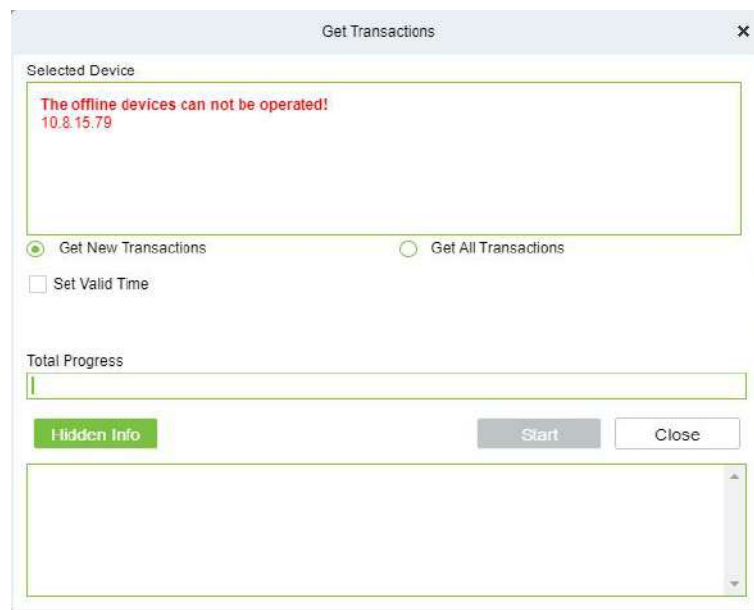 Get Transactions
Selected Device
The offline devices can not be operated!
10.8.15.79
Get New Transactions Get All Transactions
Set Valid Time
Total Progress
Hidden Info Start Close